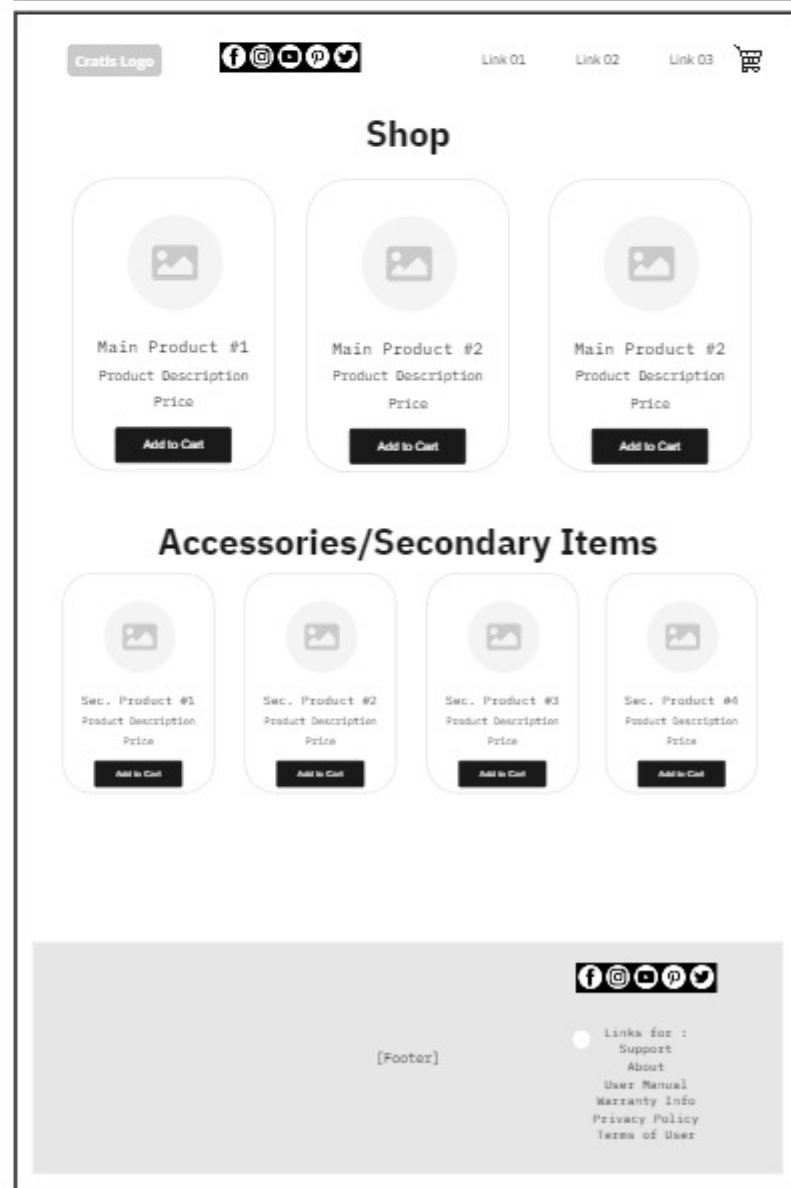 Cratis Logo
Link 01
Link 02
Link 03
Shop
Main Product #1
Product Description
Price
Add to Cart
Main Product #2
Product Description
Price
Add to Cart
Main Product #2
Product Description
Price
Add to Cart
Accessories/Secondary Items
Sec. Product #1
Product Description
Price
Add to Cart
Sec. Product #2
Product Description
Price
Add to Cart
Sec. Product #3
Product Description
Price
Add to Cart
Sec. Product #4
Product Description
Price
Add to Cart
[Footer]
Links for :
Support
About
User Manual
Warranty Info
Privacy Policy
Terms of User